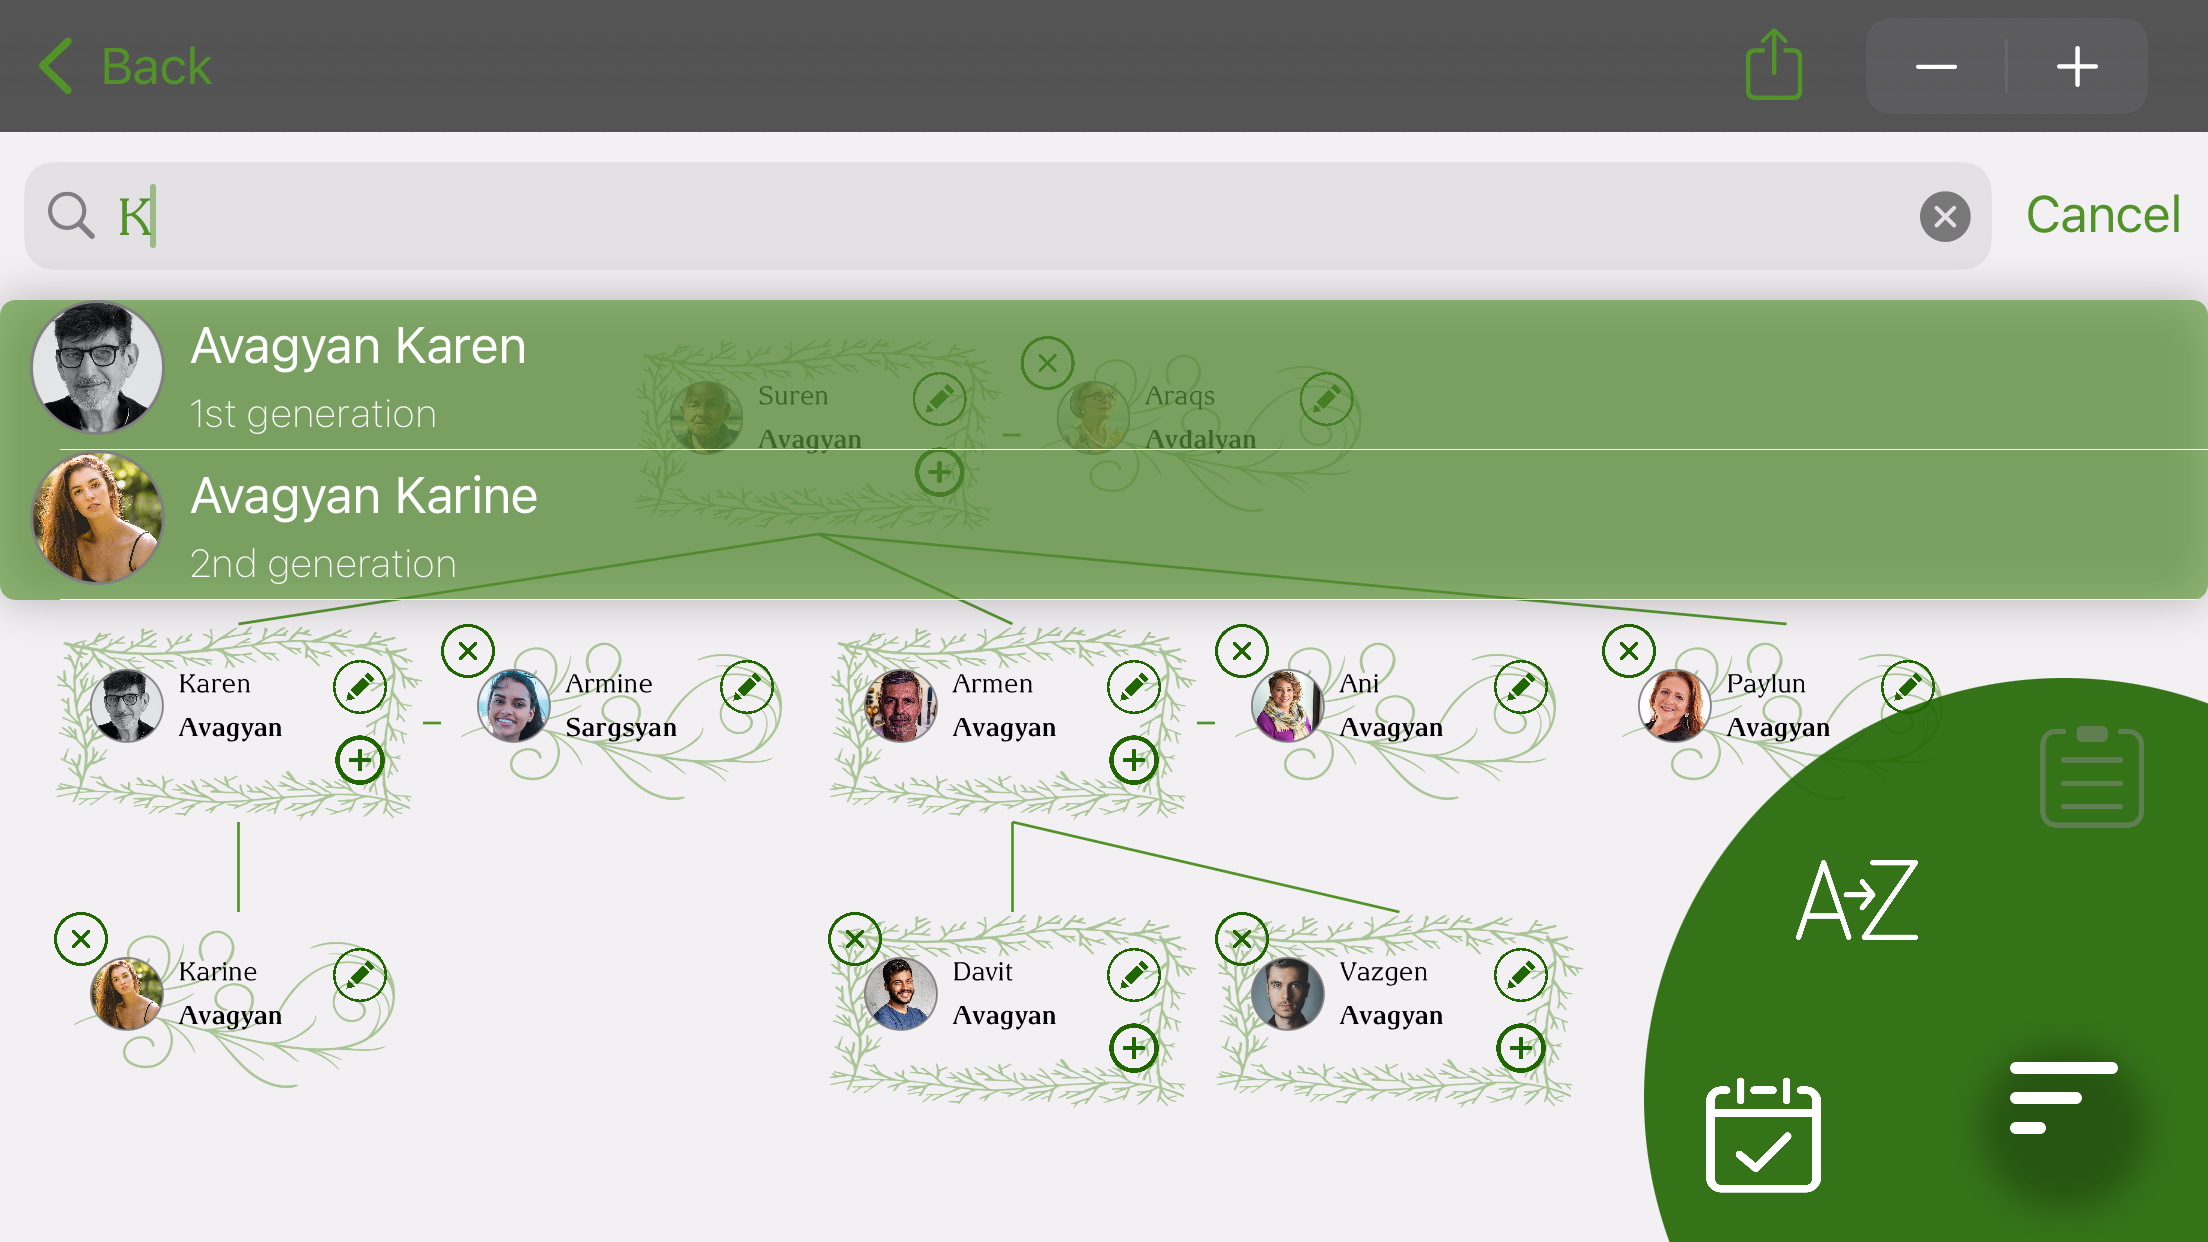 Back
K
Cancel
Avagyan Karen
1st generation
Avagyan Karine
2nd generation
Suren
Avagyan
Araqs
Avdalyan
Karen
Avagyan
Armine
Sargsyan
Armen
Avagyan
Ani
Avagyan
Paylun
Avagyan
Karine
Avagyan
Davit
Avagyan
Vazgen
Avagyan
A→Z